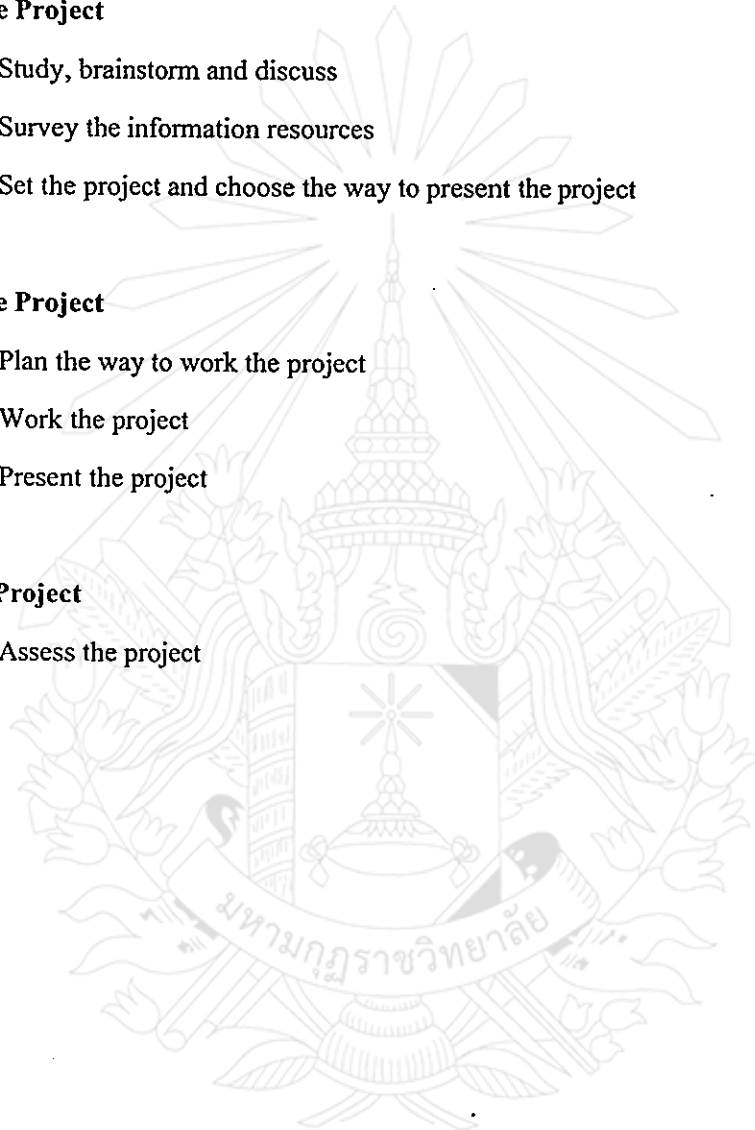 e Project
Study, brainstorm and discuss
Survey the information resources
Set the project and choose the way to present the project
e Project
Plan the way to work the project
Work the project
Present the project
Project
Assess the project
มหามกุฏราชวิทยาลัย